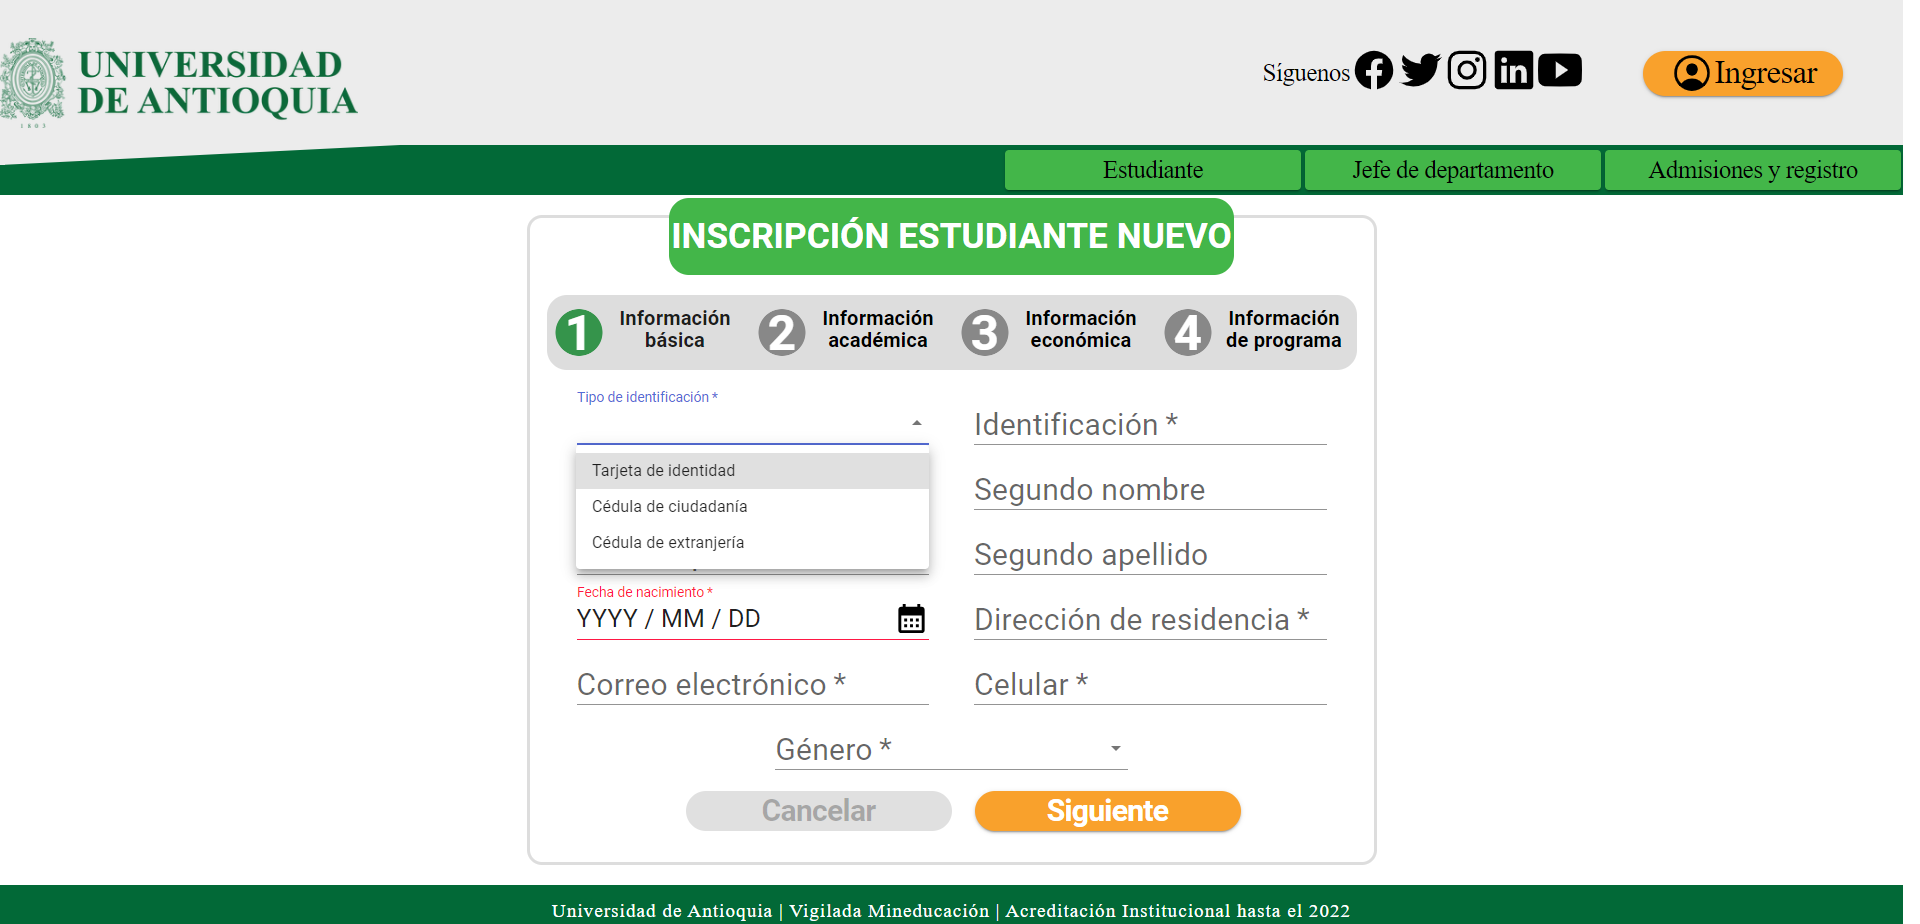 UNIVERSIDAD
DE ANTIOQUIA
1803
Síguenos
Ingresar
Estudiante
Jefe de departamento
Admisiones y registro
INSCRIPCIÓN ESTUDIANTE NUEVO
1
Información
básica
2
Información
académica
3
Información
económica
4
Información
de programa
Tipo de identificación *
Identificación *
Tarjeta de identidad
Cédula de ciudadanía
Cédula de extranjería
Segundo nombre
Segundo apellido
Fecha de nacimiento *
YYYY / MM / DD
Dirección de residencia *
Correo electrónico *
Celular *
Género *
Cancelar
Siguiente
Universidad de Antioquia | Vigilada Mineducación | Acreditación Institucional hasta el 2022